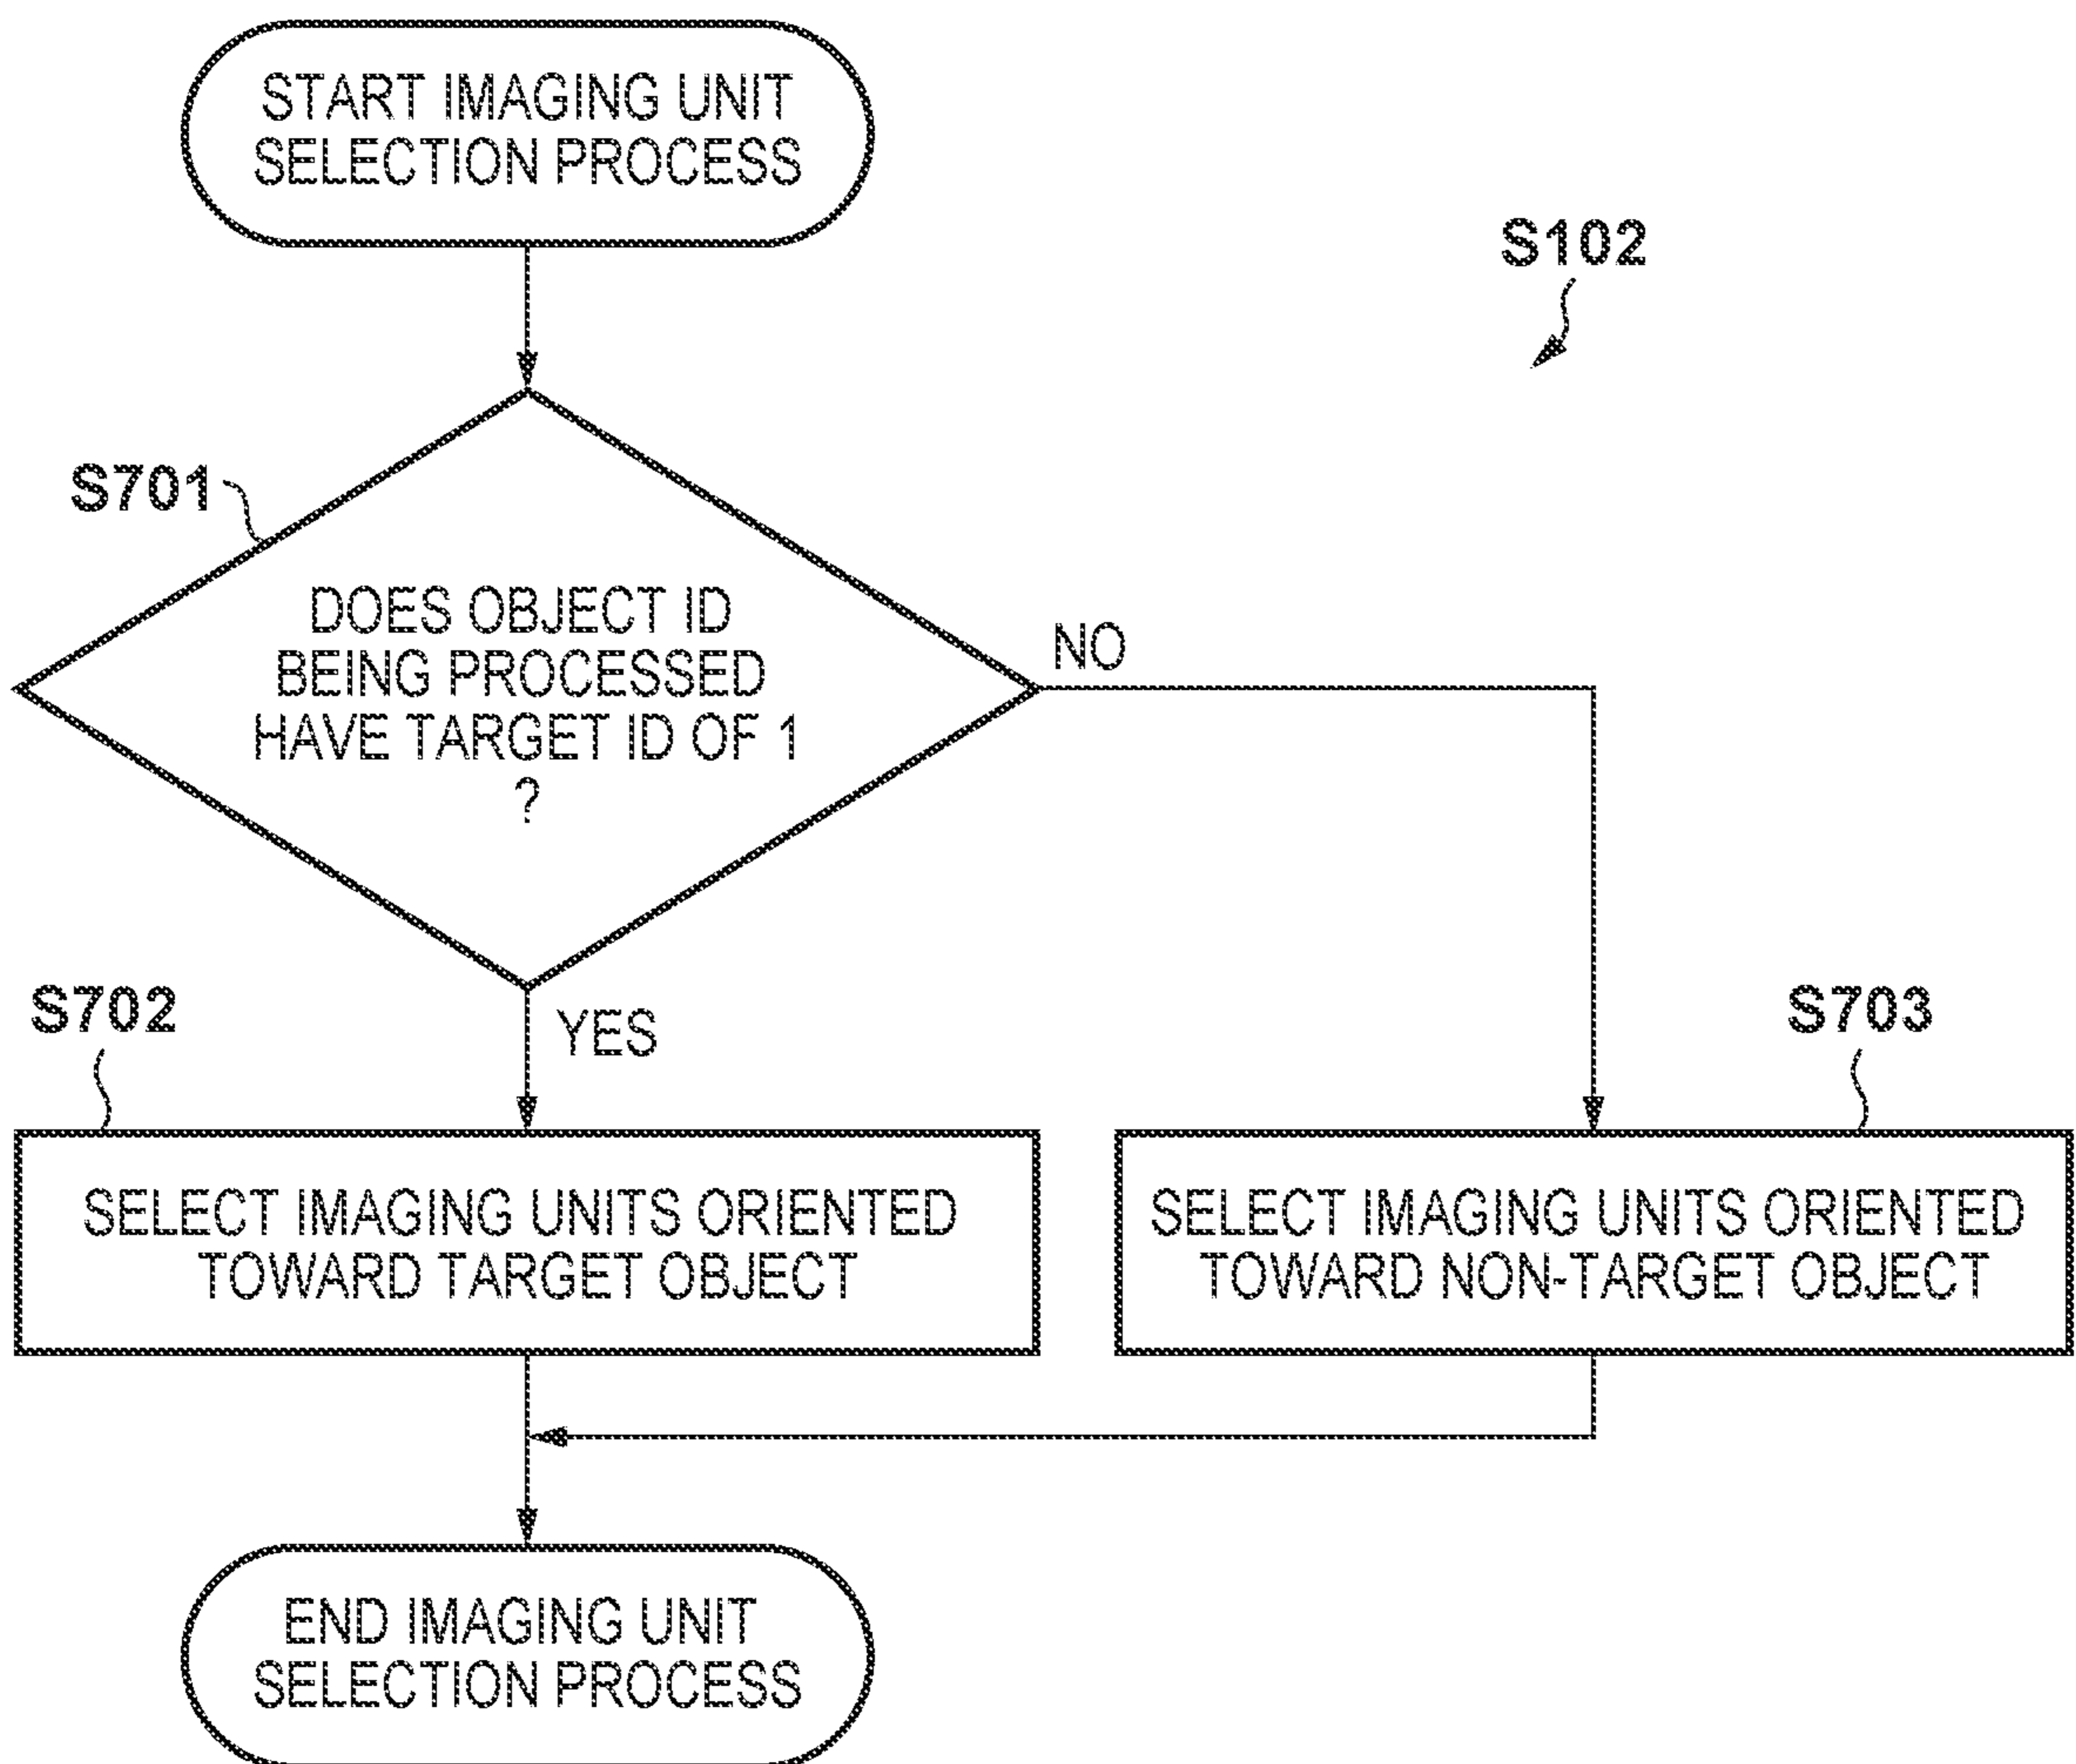 START IMAGING UNIT
SELECTION PROCESS
S102
S701
DOES OBJECT ID
BEING PROCESSED
HAVE TARGET ID OF 1
?
NO
YES
S702
S703
SELECT IMAGING UNITS ORIENTED
TOWARD TARGET OBJECT
SELECT IMAGING UNITS ORIENTED
TOWARD NON-TARGET OBJECT
END IMAGING UNIT
SELECTION PROCESS